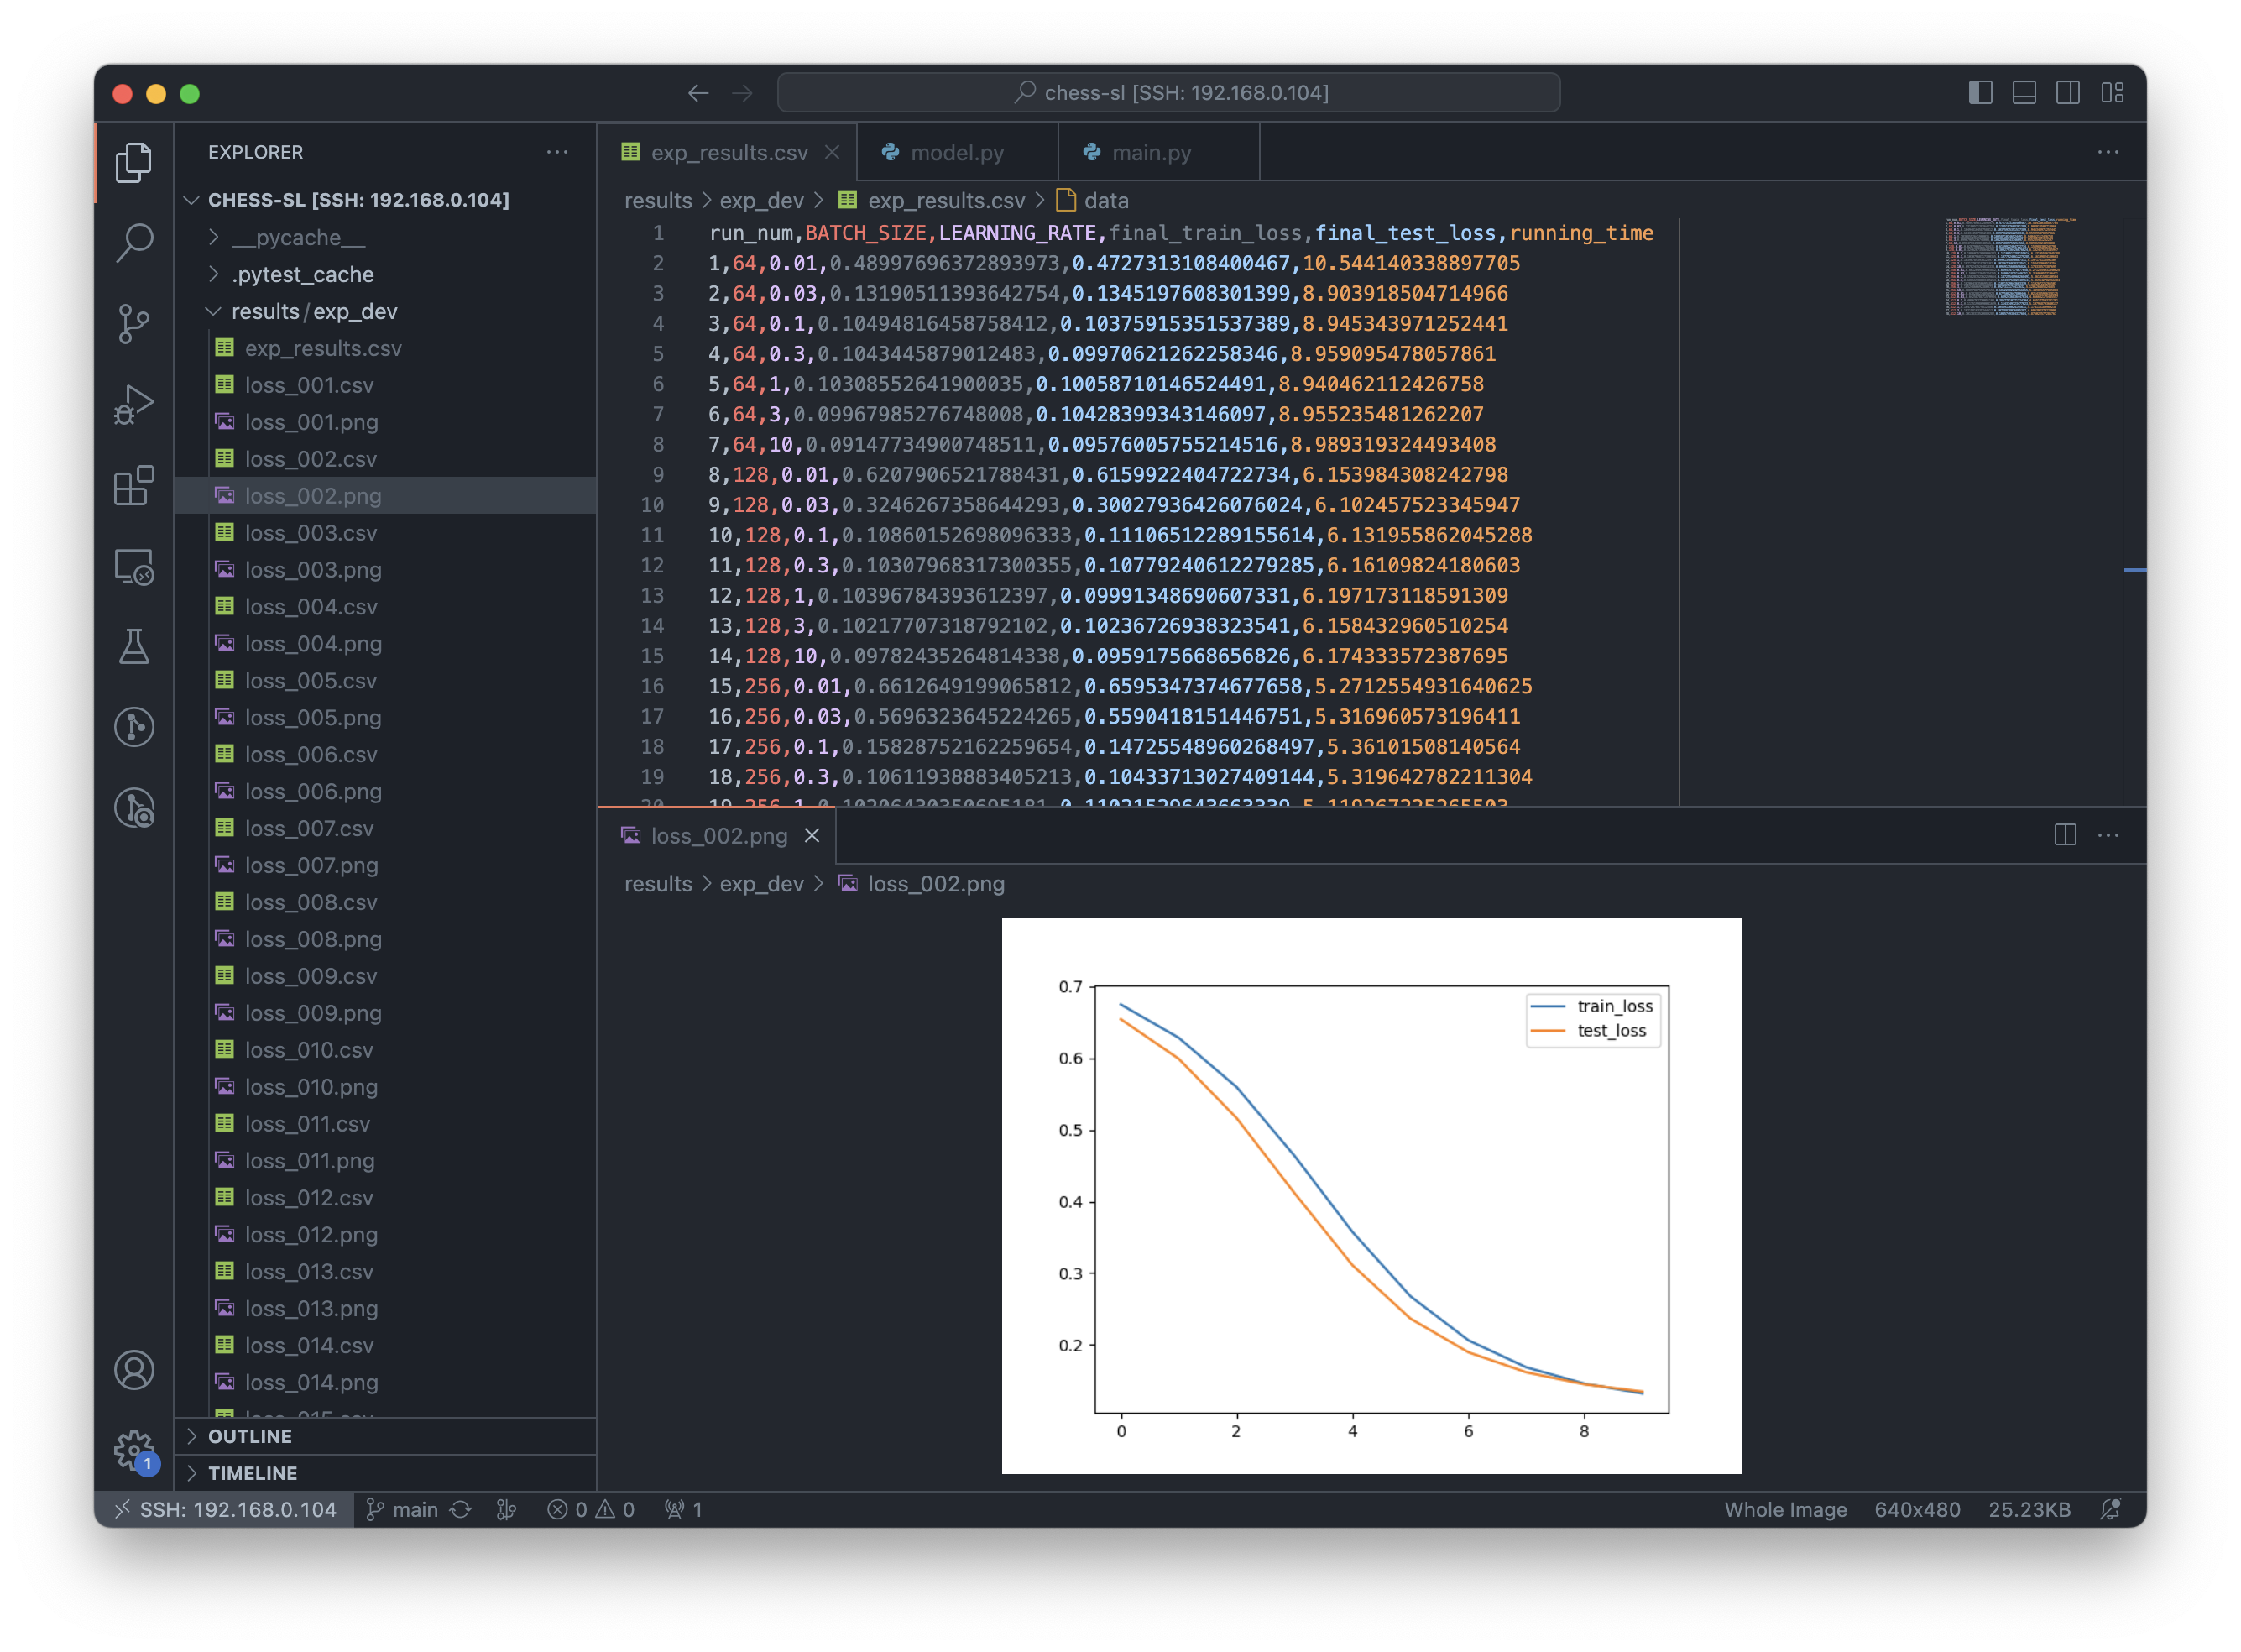 chess-sl [SSH: 192.168.0.104]
EXPLORER
CHESS-SL [SSH: 192.168.0.104]
__pycache__
.pytest_cache
results/exp_dev
exp_results.csv
loss_001.csv
loss_001.png
loss_002.csv
loss_002.png
loss_003.csv
loss_003.png
loss_004.csv
loss_004.png
loss_005.csv
loss_005.png
loss_006.csv
loss_006.png
loss_007.csv
loss_007.png
loss_008.csv
loss_008.png
loss_009.csv
loss_009.png
loss_010.csv
loss_010.png
loss_011.csv
loss_011.png
loss_012.csv
loss_012.png
loss_013.csv
loss_013.png
loss_014.csv
loss_014.png
loss_015.csv
OUTLINE
TIMELINE
1
exp_results.csv
model.py
main.py
results > exp_dev > exp_results.csv > data
1 run_num,BATCH_SIZE,LEARNING_RATE,final_train_loss,final_test_loss,running_time
2 1,64,0.01,0.48997696372893973,0.4727313108400467,10.544140338897705
3 2,64,0.03,0.13190511393642754,0.1345197608301399,8.903918504714966
4 3,64,0.1,0.10494816458758412,0.10375915351537389,8.945343971252441
5 4,64,0.3,0.1043445879012483,0.09970621262258346,8.959095478057861
6 5,64,1,0.10308552641900035,0.10058710146524491,8.940462112426758
7 6,64,3,0.09967985276748008,0.10428399343146097,8.955235481262207
8 7,64,10,0.09147734900748511,0.09576005755214516,8.989319324493408
9 8,128,0.01,0.6207906521788431,0.6159922404722734,6.153984308242798
10 9,128,0.03,0.3246267358644293,0.30027936426076024,6.102457523345947
11 10,128,0.1,0.10860152698096333,0.11106512289155614,6.131955862045288
12 11,128,0.3,0.10307968317300355,0.10779240612279285,6.16109824180603
13 12,128,1,0.10396784393612397,0.09991348690607331,6.197173118591309
14 13,128,3,0.10217707318792102,0.10236726938323541,6.158432960510254
15 14,128,10,0.09782435264814338,0.0959175668656826,6.174333572387695
16 15,256,0.01,0.6612649199065812,0.6595347374677658,5.2712554931640625
17 16,256,0.03,0.5696323645224265,0.5590418151446751,5.316960573196411
18 17,256,0.1,0.15828752162259654,0.14725548960268497,5.36101508140564
19 18,256,0.3,0.10611938883405213,0.10433713027409144,5.319642782211304
loss_002.png
results > exp_dev > loss_002.png
train_loss
test_loss
0.7
0.6
0.5
0.4
0.3
0.2
0 2 4 6 8
SSH: 192.168.0.104 main 0 0 1 Whole Image 640x480 25.23KB